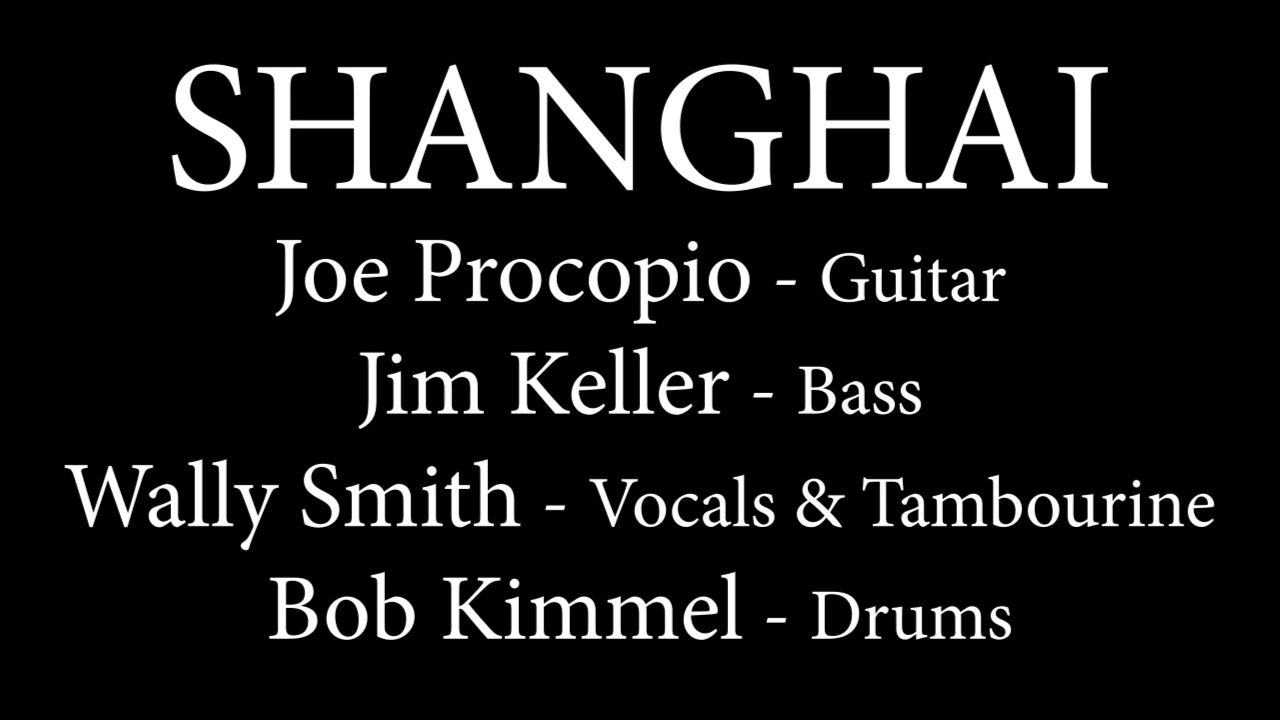 SHANGHAI
Joe Procopio - Guitar
Jim Keller - Bass
Wally Smith - Vocals & Tambourine
Bob Kimmel - Drums